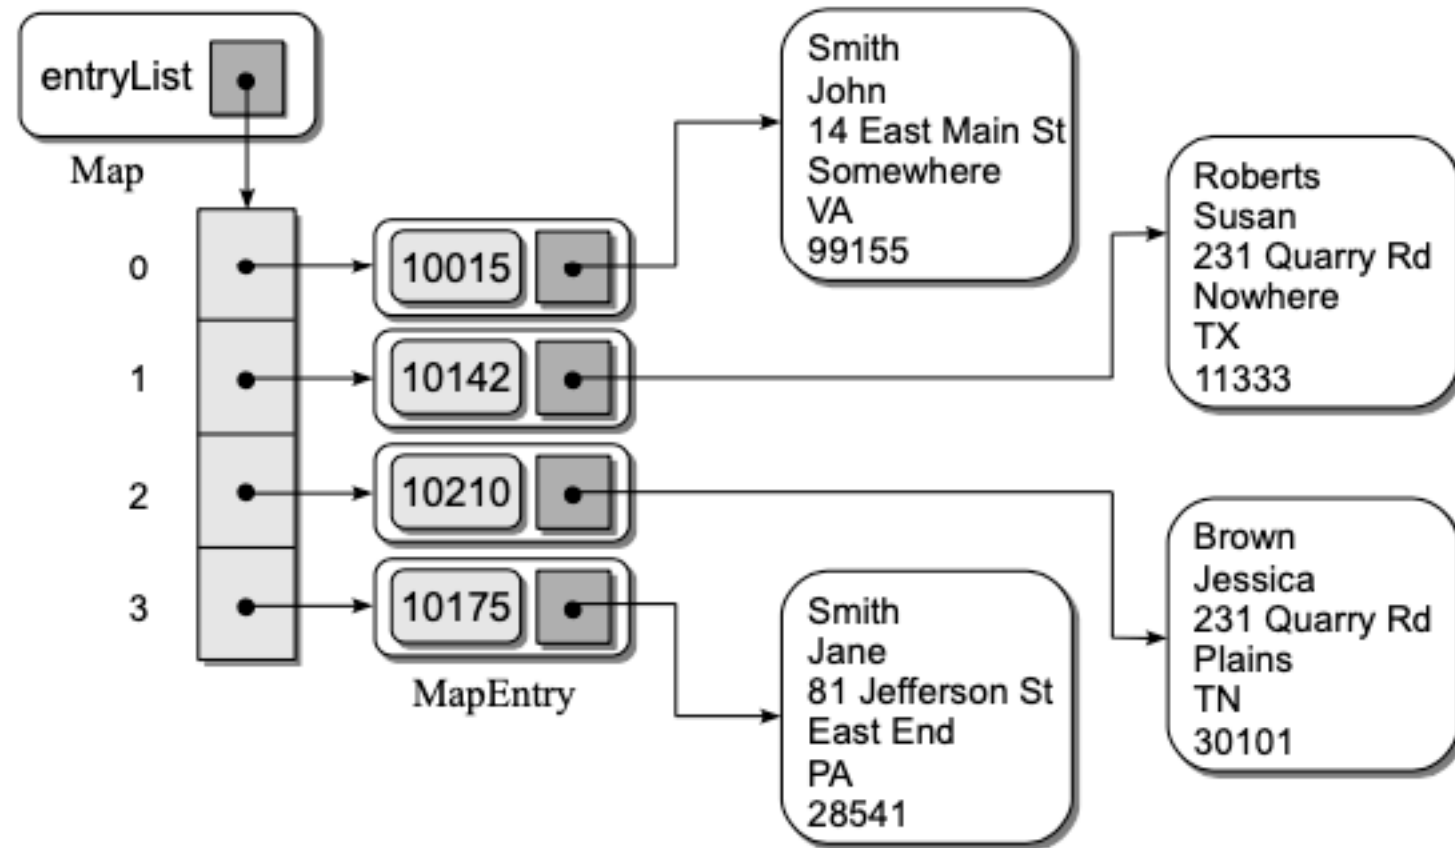 entryList
Map
0
10015
1
10142
2
10210
3
10175
MapEntry
Smith
John
14 East Main St
Somewhere
VA
99155
Roberts
Susan
231 Quarry Rd
Nowhere
TX
11333
Brown
Jessica
231 Quarry Rd
Plains
TN
30101
Smith
Jane
81 Jefferson St
East End
PA
28541